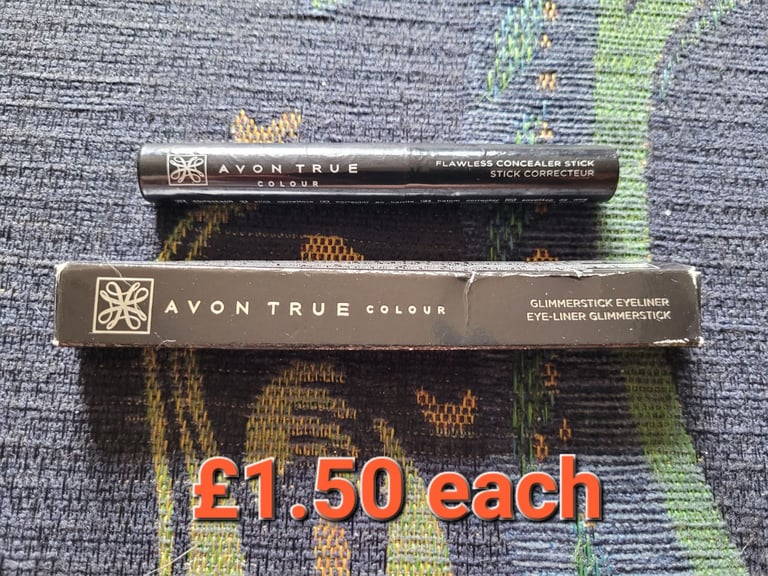 AVON TRUE
COLOUR
FLAWLESS CONCEALER STICK
STICK CORRECTEUR
AVON TRUE COLOUR
GLIMMERSTICK EYELINER
EYE-LINER GLIMMERSTICK
£1.50 each